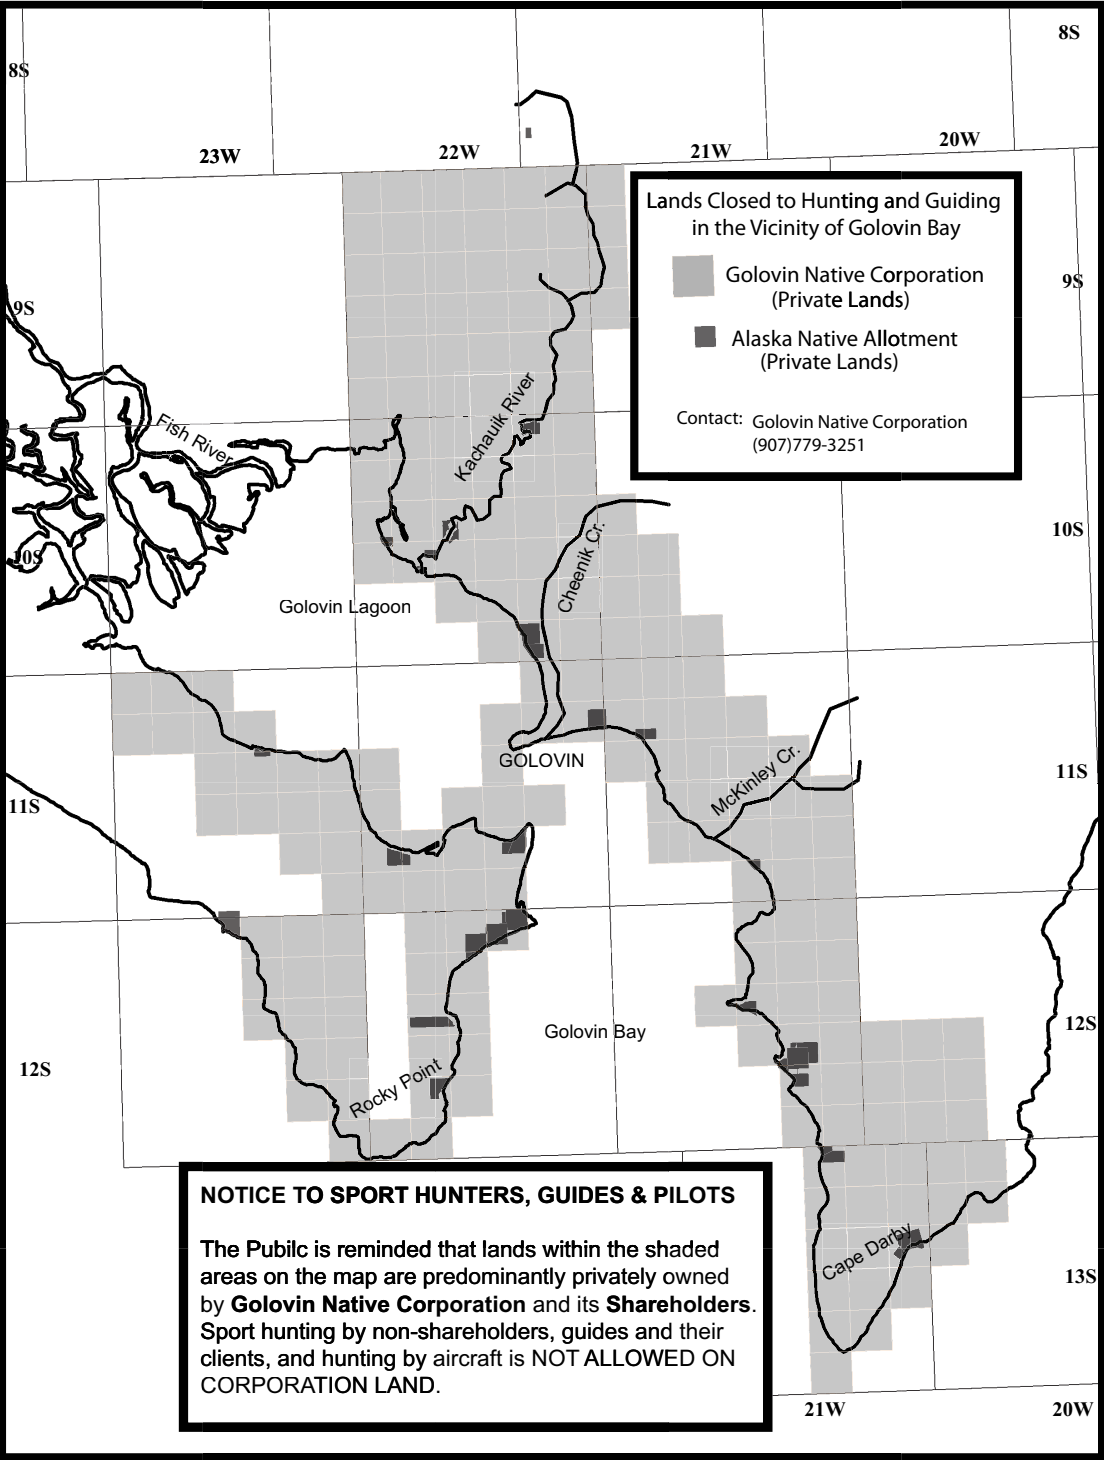 8S
8S
23W
22W
21W
20W
Lands Closed to Hunting and Guiding
in the Vicinity of Golovin Bay
Golovin Native Corporation
(Private Lands)
Alaska Native Allotment
(Private Lands)
Contact: Golovin Native Corporation
(907)779-3251
9S
9S
Fish River
Kachauik River
10S
10S
Cheenik Cr.
Golovin Lagoon
GOLOVIN
McKinley Cr.
11S
11S
Golovin Bay
12S
12S
Rocky Point
NOTICE TO SPORT HUNTERS, GUIDES & PILOTS
The Pubilc is reminded that lands within the shaded
areas on the map are predominantly privately owned
by Golovin Native Corporation and its Shareholders.
Sport hunting by non-shareholders, guides and their
clients, and hunting by aircraft is NOT ALLOWED ON
CORPORATION LAND.
Cape Darby
13S
21W
20W